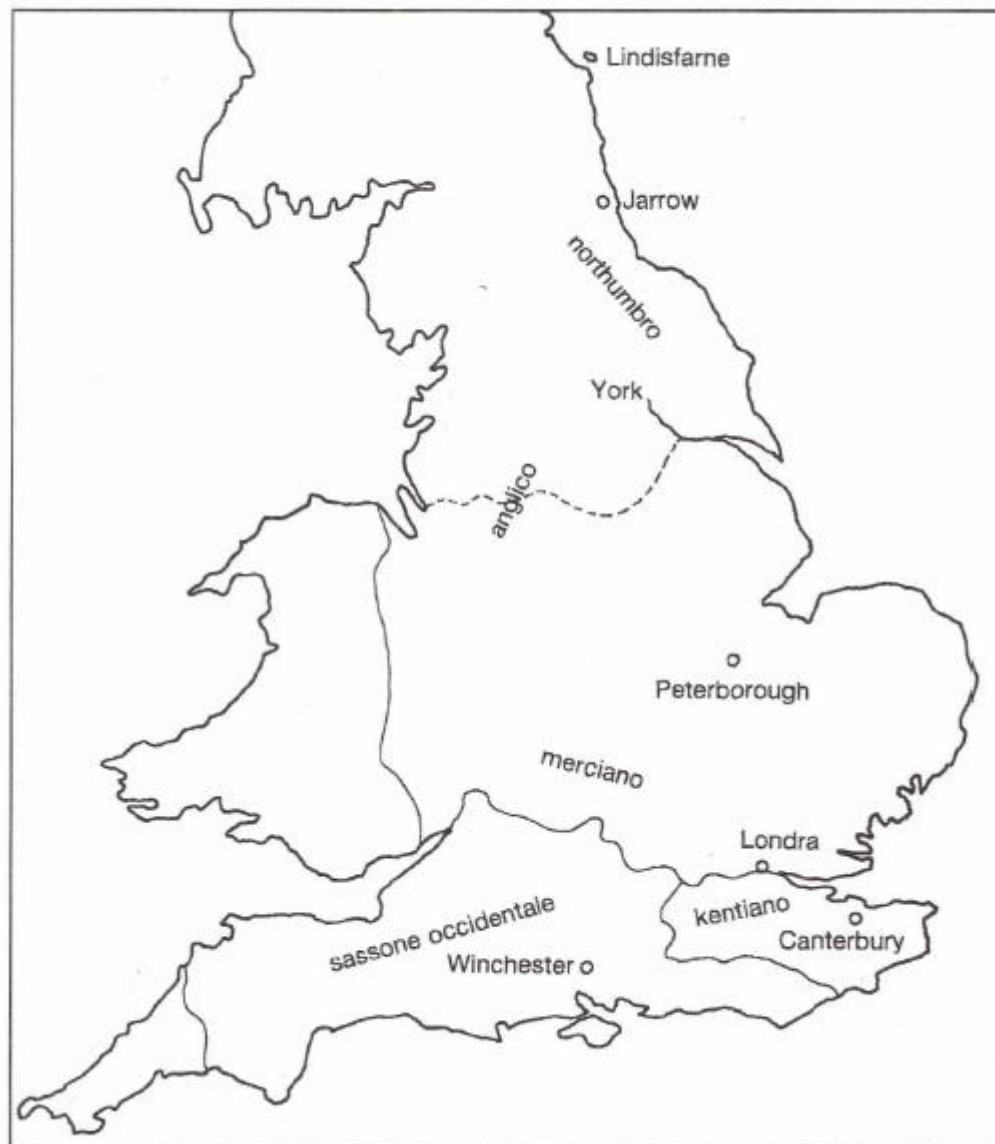 Lindisfarne
Jarrow
northumbro
York
anglico
Peterborough
merciano
Londra
kentiano
Canterbury
sassone occidentale
Winchester